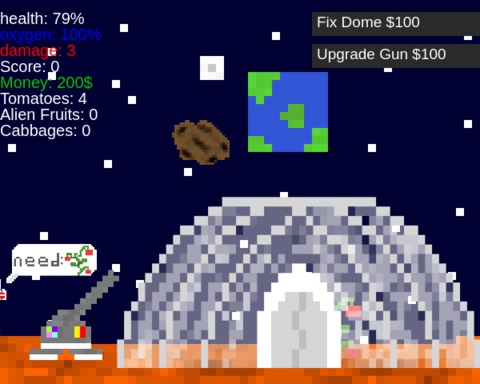 health: 79%
oxygen: 100%
damage: 3
Score: 0
Money: 200$
Tomatoes: 4
Alien Fruits: 0
Cabbages: 0
Fix Dome $100
Upgrade Gun $100
need: